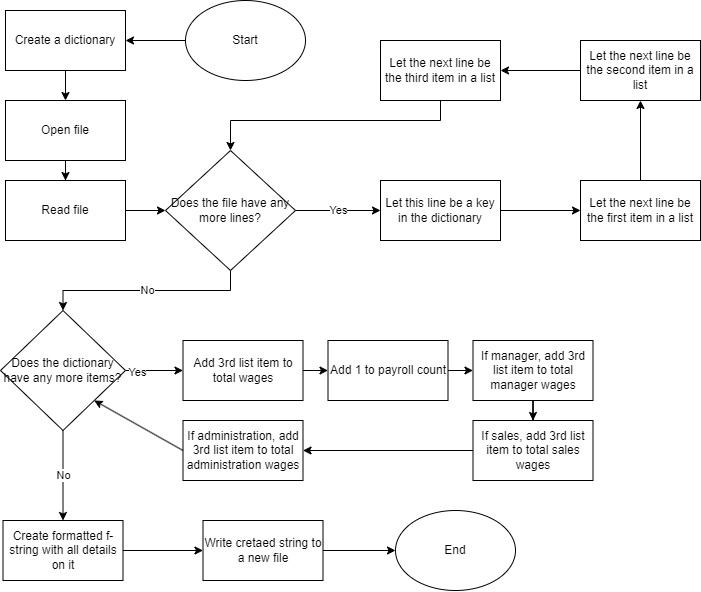 Start
Create a dictionary
Open file
Read file
Does the file have any
more lines?
Yes
Let this line be a key
in the dictionary
Let the next line be
the first item in a list
Let the next line be
the second item in a
list
Let the next line be
the third item in a list
No
Does the dictionary
have any more items?
Yes
Add 3rd list item to
total wages
Add 1 to payroll count
If manager, add 3rd
list item to total
manager wages
If sales, add 3rd list
item to total sales
wages
If administration, add
3rd list item to total
administration wages
No
Create formatted f-
string with all details
on it
Write cretaed string to
a new file
End